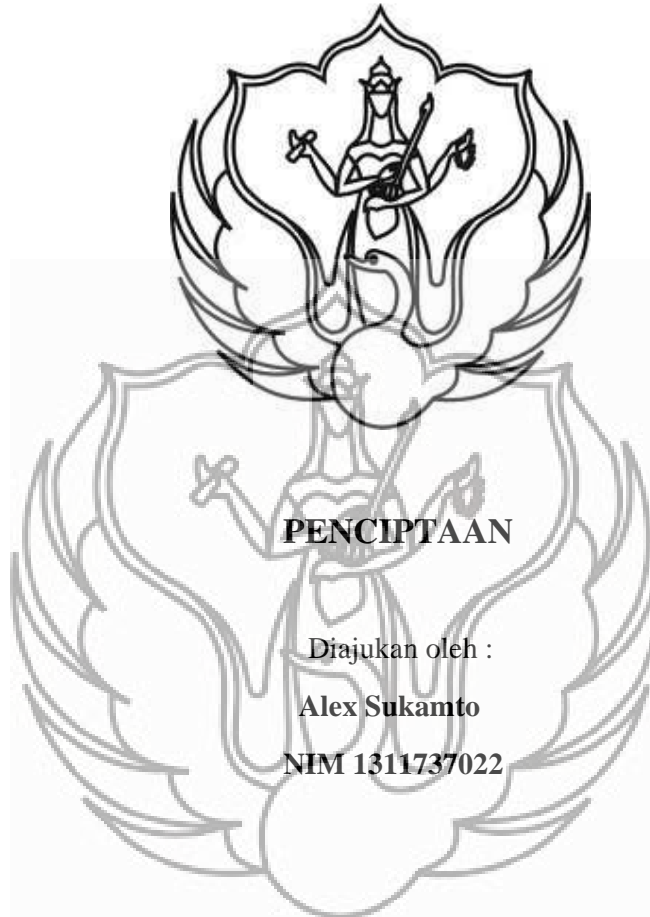 PENCIPTAAN
Diajukan oleh :
Alex Sukamto
NIM 1311737022